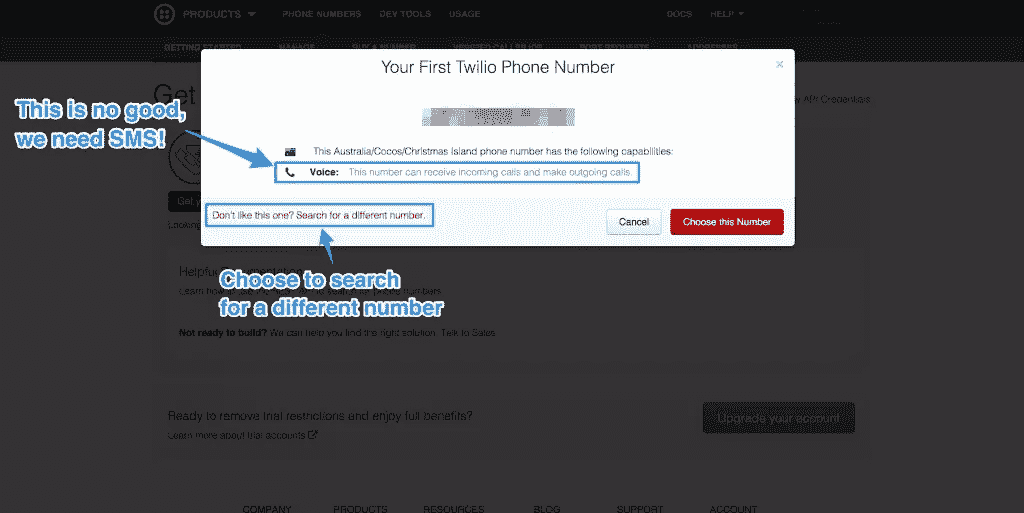 PRODUCTS PHONE NUMBERS DEV TOOLS USAGE DOCS HELP
GETTING STARTED MANAGE BUY A NUMBER VERIFIED CALLER IDS PORT REQUESTS ADDRESSES
Your First Twilio Phone Number
×
Get
API Credentials
This is no good,
we need SMS!
This Australia/Cocos/Christmas Island phone number has the following capabilities:
Voice: This number can receive incoming calls and make outgoing calls.
Get
Don't like this one? Search for a different number.
Cancel
Choose this Number
Looking
Choose to search
for a different number
Helpful
Learn
phone numbers
Not ready to build? We can help you find the right solution. Talk to Sales
Ready to remove trial restrictions and enjoy full benefits?
Upgrade your account
Learn more about trial accounts
COMPANY PRODUCTS RESOURCES BLOG SUPPORT ACCOUNT